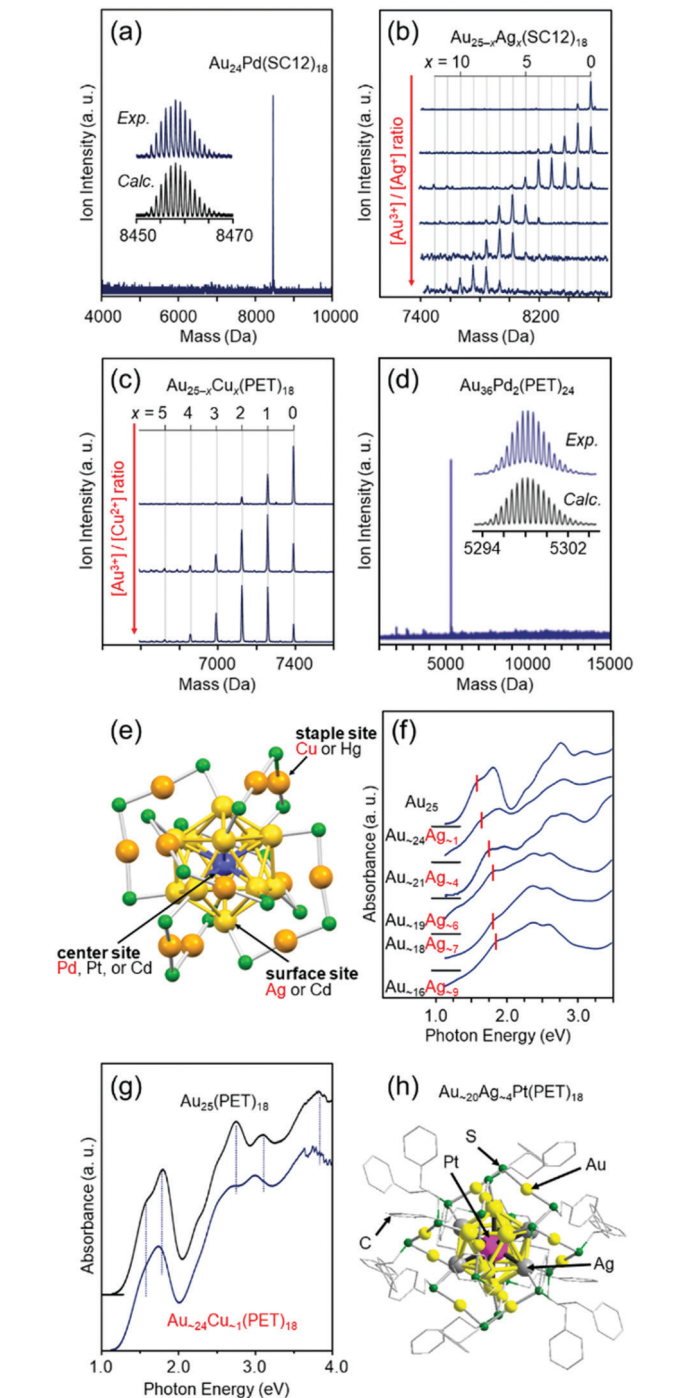 (a)
Au24Pd(SC12)18
Exp.
Calc.
8450 8470
Ion Intensity (a. u.)
4000 6000 8000 10000
Mass (Da)
(b)
Au25–xAgx(SC12)18
x = 10 5 0
[Au3+] / [Ag+] ratio
Ion Intensity (a. u.)
7400 8200
Mass (Da)
(c)
Au25–xCux(PET)18
x = 5 4 3 2 1 0
[Au3+] / [Cu2+] ratio
Ion Intensity (a. u.)
7000 7400
Mass (Da)
(d)
Au36Pd2(PET)24
Exp.
Calc.
5294 5302
Ion Intensity (a. u.)
5000 10000 15000
Mass (Da)
(e)
staple site
Cu or Hg
center site
Pd, Pt, or Cd
surface site
Ag or Cd
(f)
Au25
Au~24Ag~1
Au~21Ag~4
Au~19Ag~6
Au~18Ag~7
Au~16Ag~9
Absorbance (a. u.)
1.0 2.0 3.0
Photon Energy (eV)
(g)
Au25(PET)18
Au~24Cu~1(PET)18
Absorbance (a. u.)
1.0 2.0 3.0 4.0
Photon Energy (eV)
(h)
Au~20Ag~4Pt(PET)18
S
Pt
Au
C
Ag